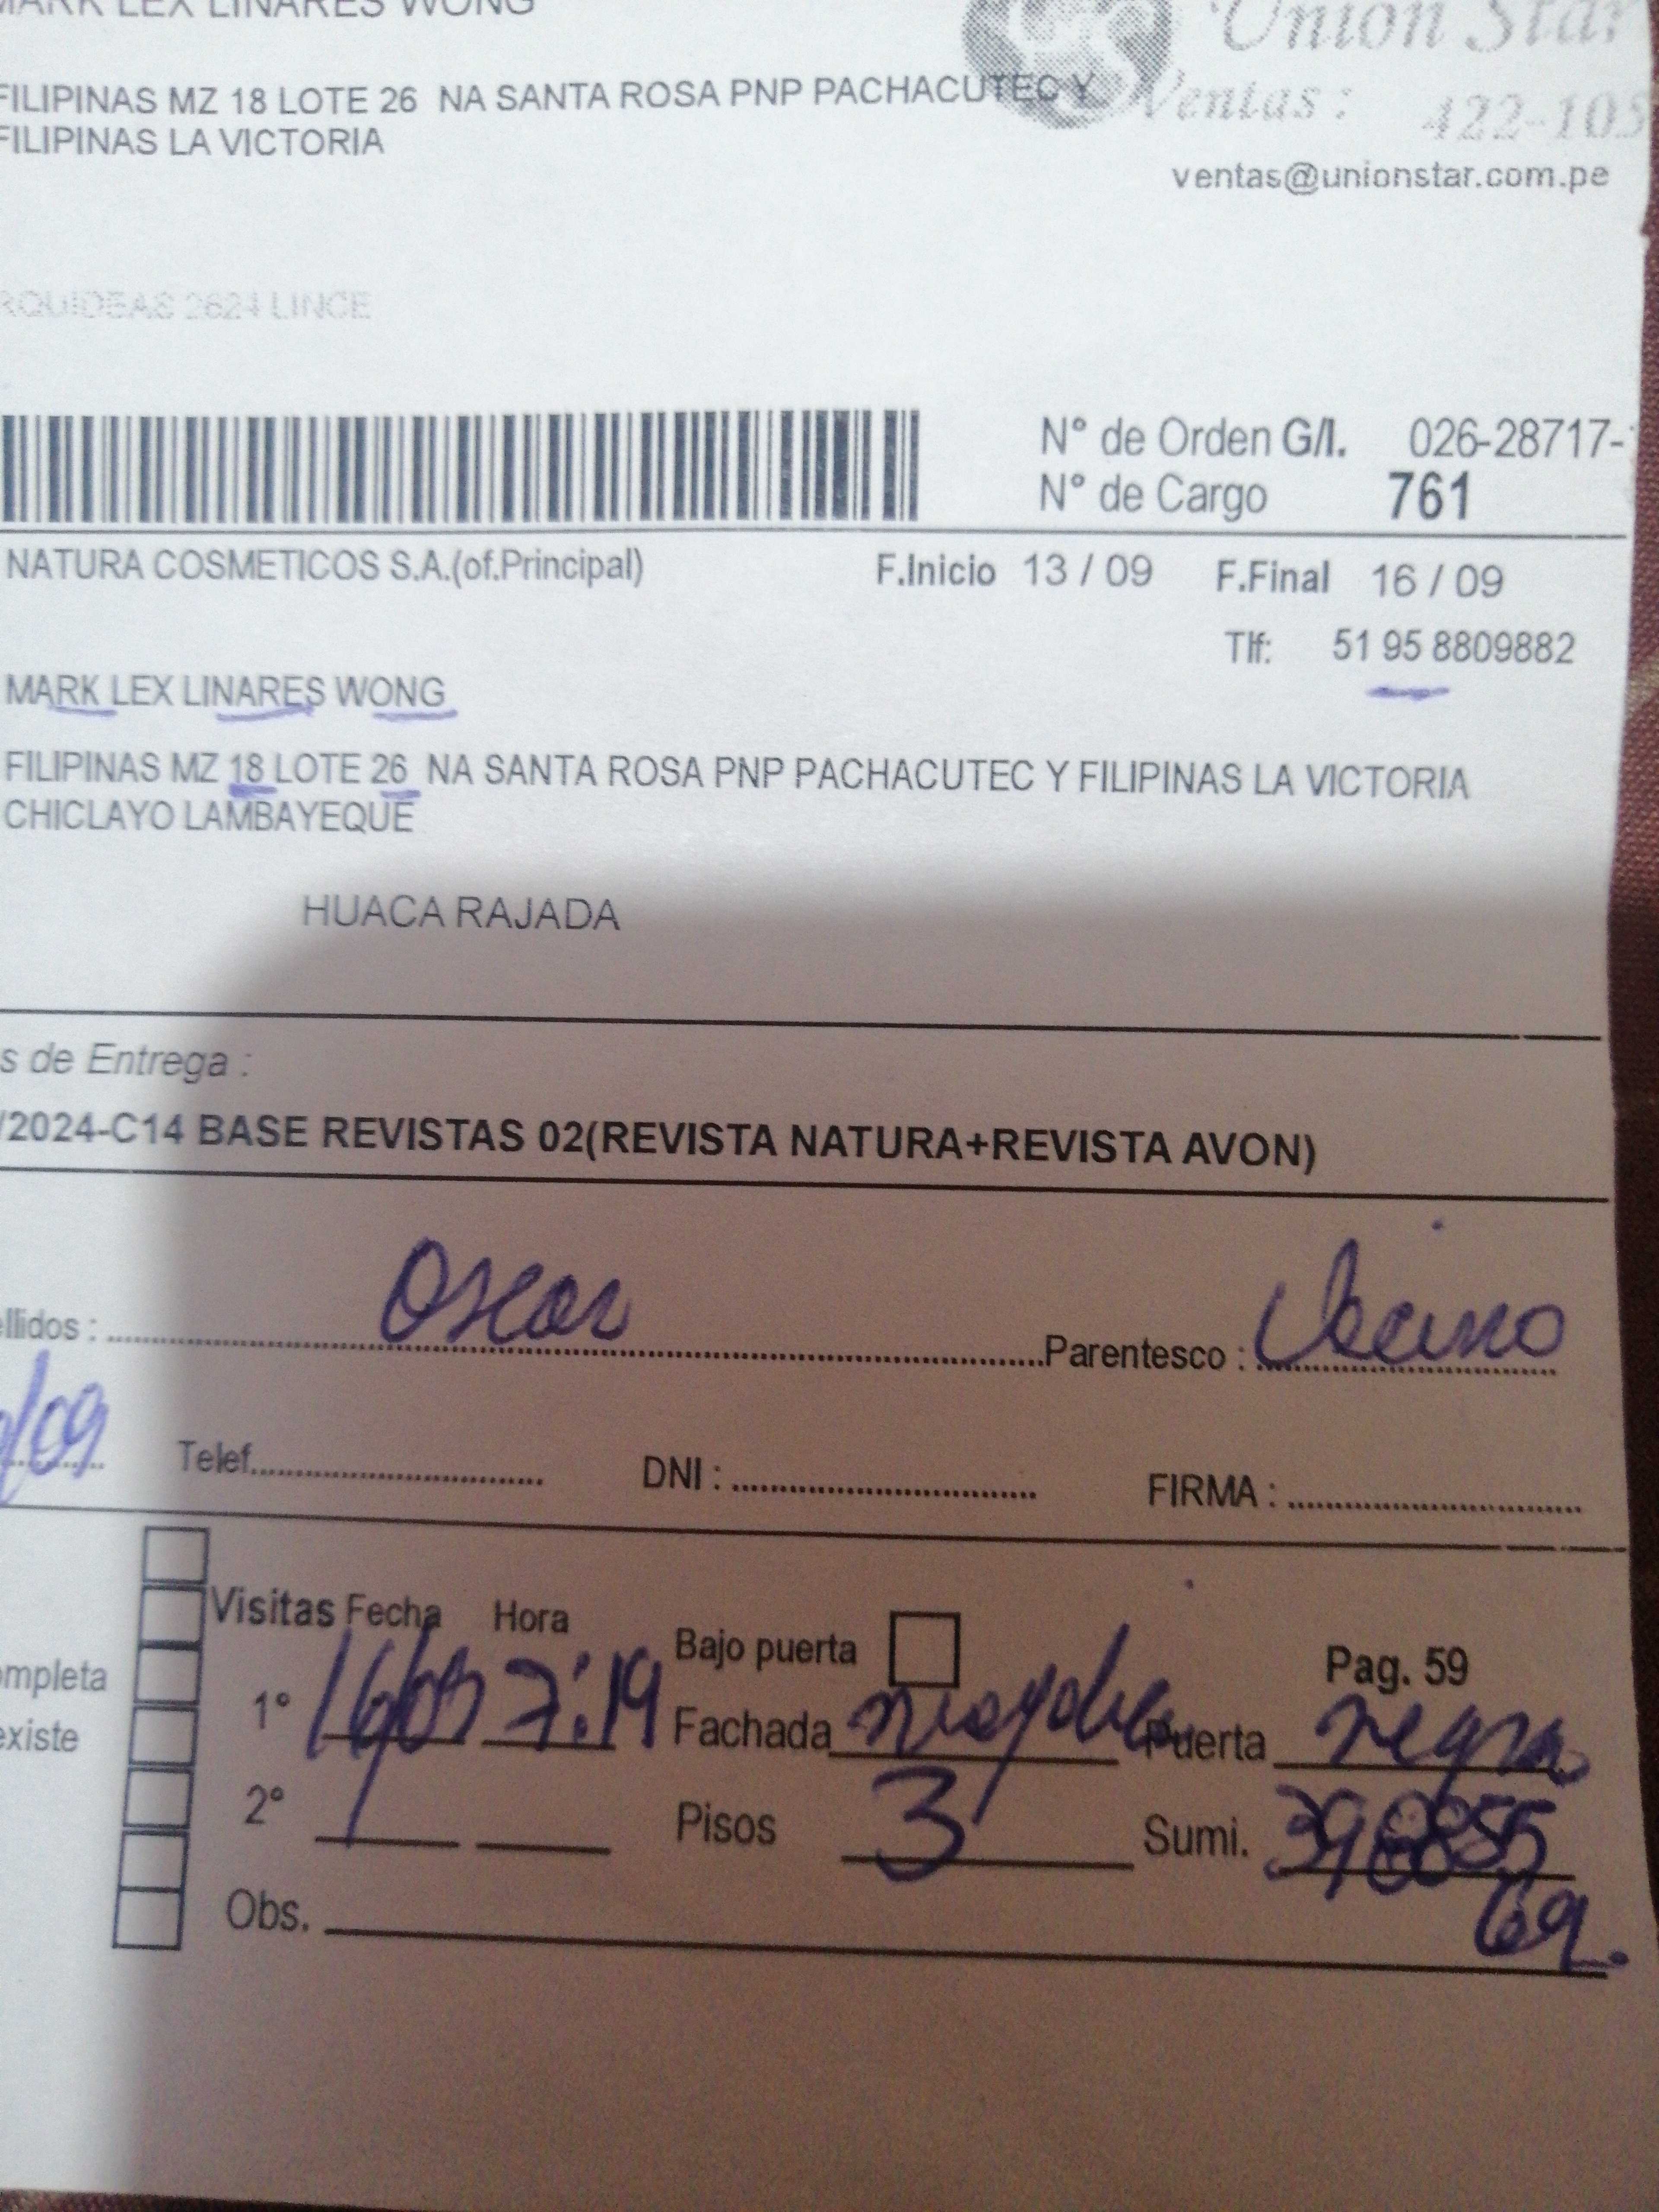 MARK LEX LINARES WONG
Union Star
FILIPINAS MZ 18 LOTE 26 NA SANTA ROSA PNP PACHACUTEC Y
Ventas: 422-105
FILIPINAS LA VICTORIA
ventas@unionstar.com.pe
RQUIDEAS 2624 LINCE
N° de Orden G/I. 026-28717-
N° de Cargo 761
NATURA COSMETICOS S.A.(of.Principal) F.Inicio 13 / 09 F.Final 16 / 09
Tlf: 51 95 8809882
MARK LEX LINARES WONG
FILIPINAS MZ 18 LOTE 26 NA SANTA ROSA PNP PACHACUTEC Y FILIPINAS LA VICTORIA
CHICLAYO LAMBAYEQUE
HUACA RAJADA
s de Entrega :
/2024-C14 BASE REVISTAS 02(REVISTA NATURA+REVISTA AVON)
ellidos : Oscar Parentesco : Vecino
/09 Telef. DNI : FIRMA :
Visitas Fecha Hora Bajo puerta Pag. 59
ompleta
1° 16/09 7:19 Fachada Puerta negra
existe
2° Pisos 3 Sumi.
69.
Obs.